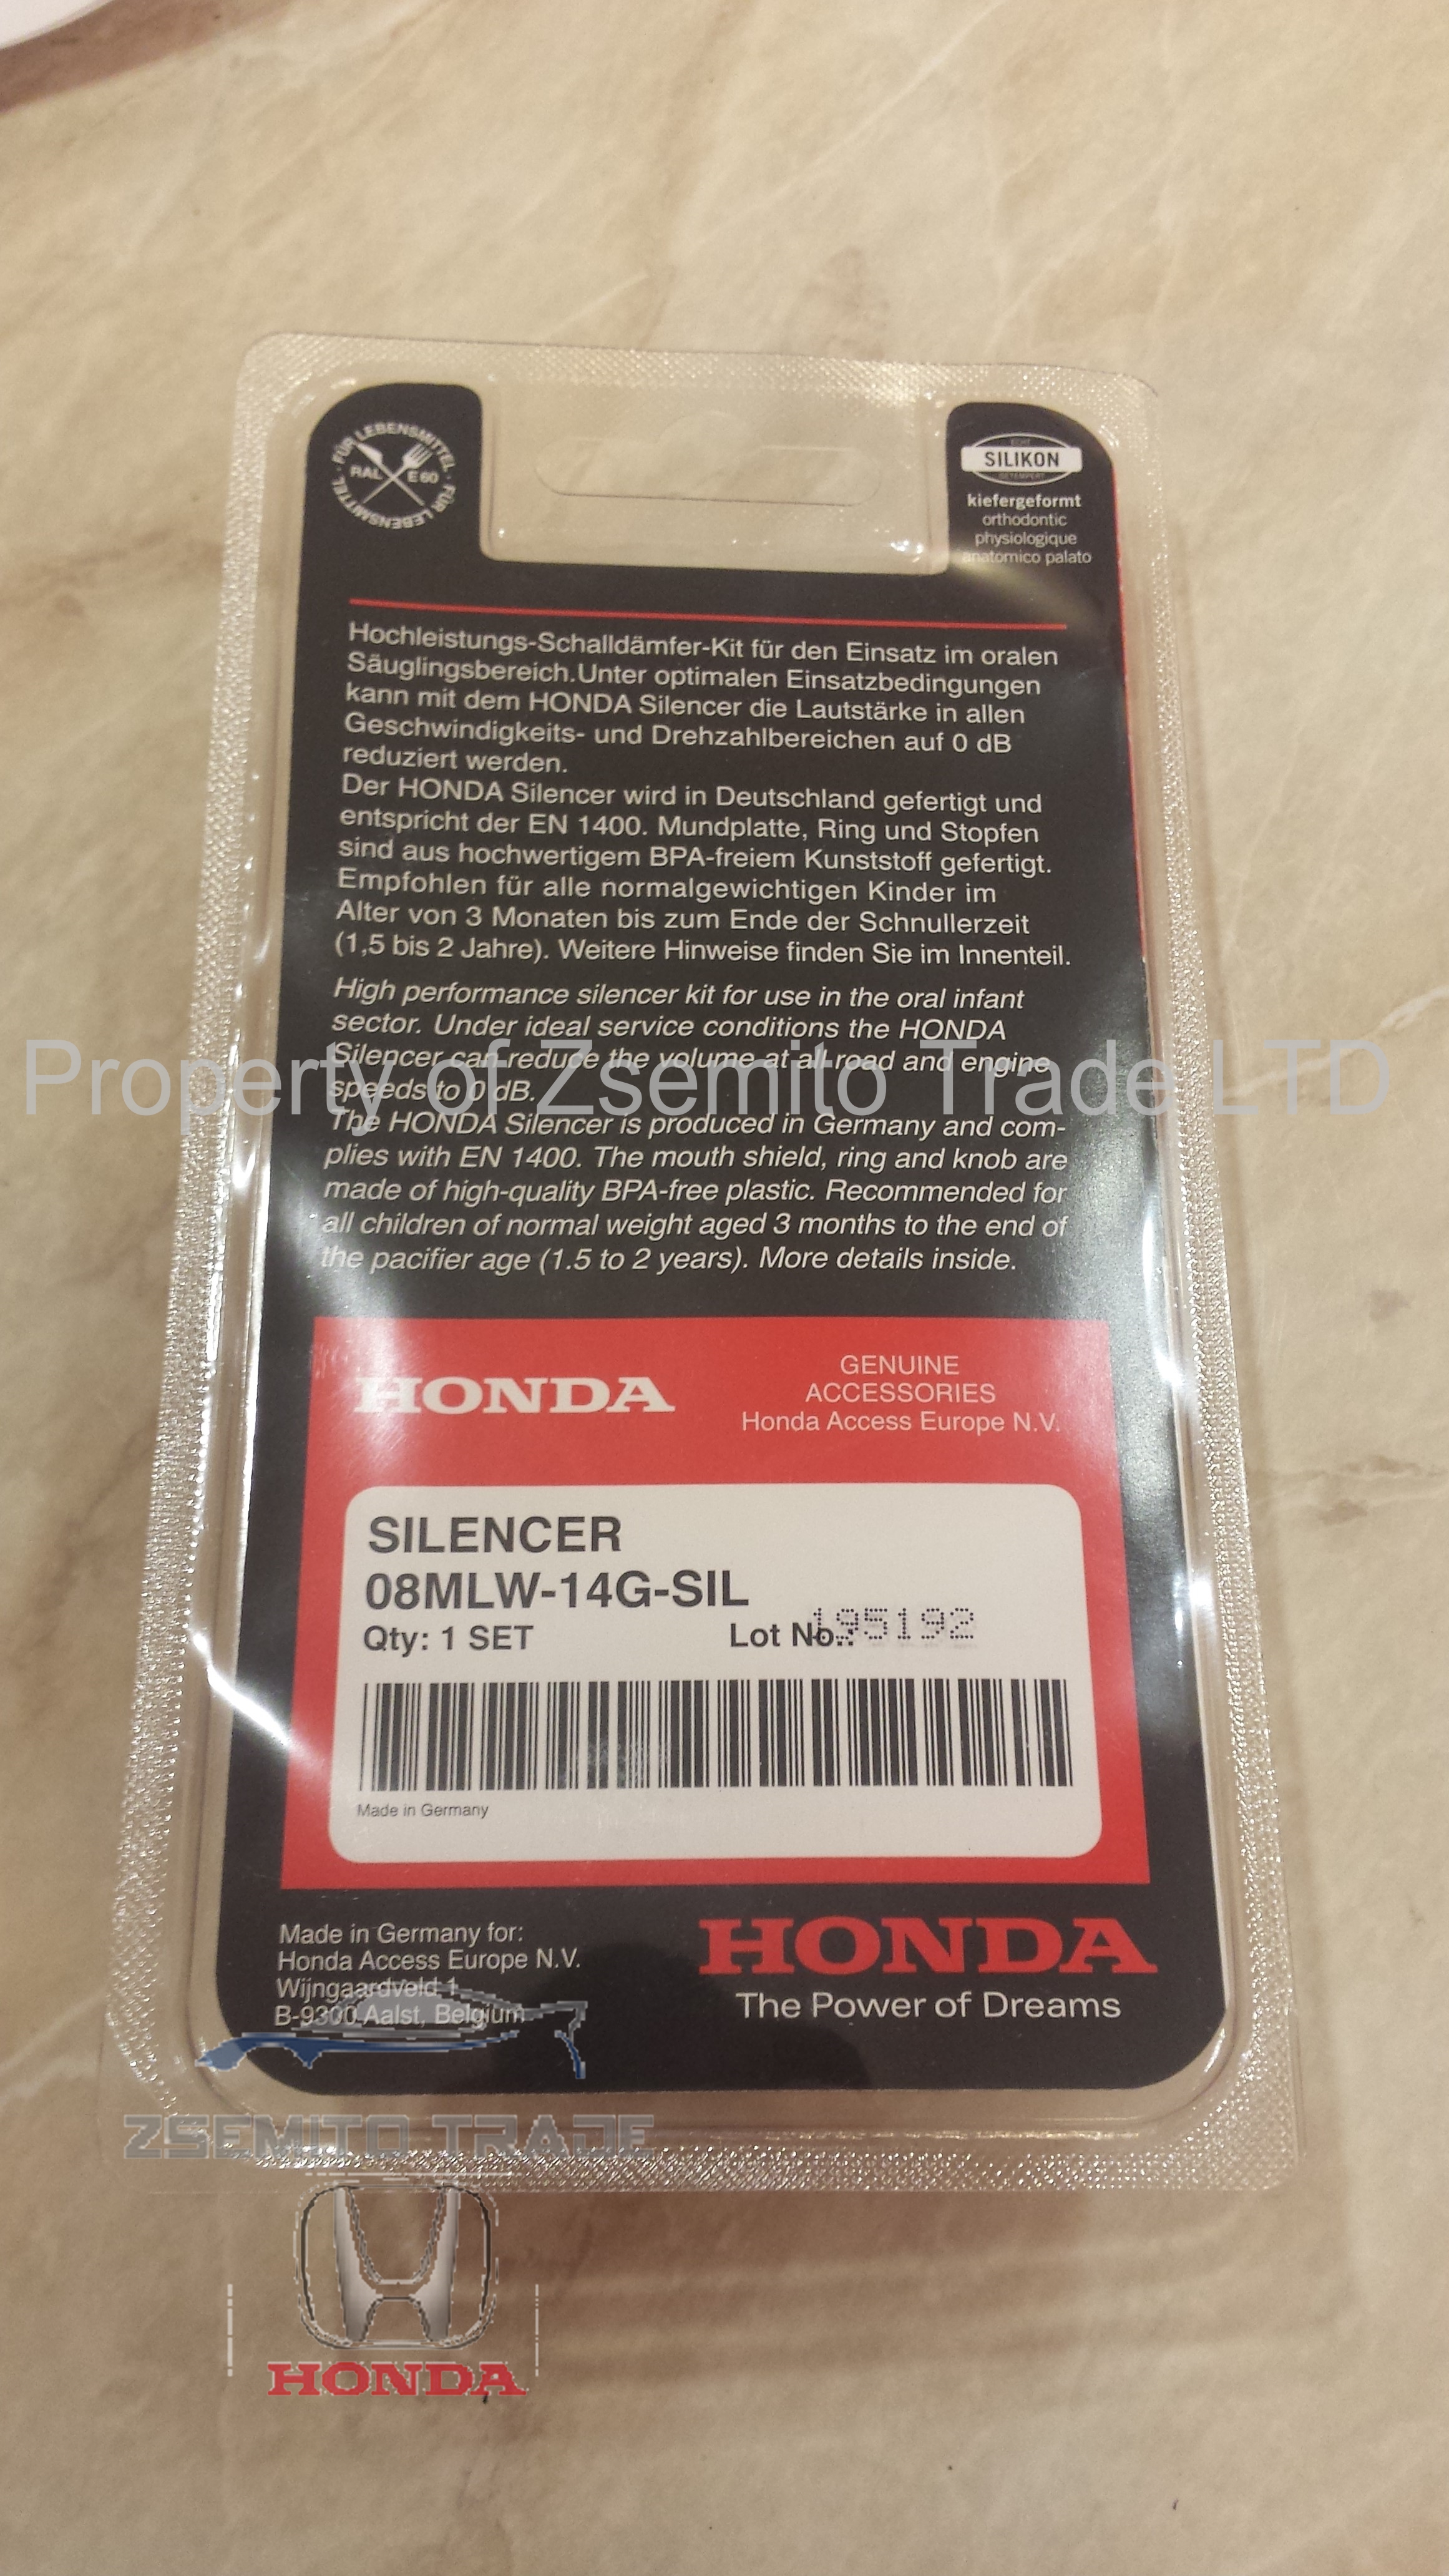 FÜR LEBENSMITTEL · FÜR LEBENSMITTEL ·
RAL E 60
ECHT
SILIKON
kiefergeformt
orthodontic
physiologique
anatomico palato
Hochleistungs-Schalldämfer-Kit für den Einsatz im oralen
Säuglingsbereich.Unter optimalen Einsatzbedingungen
kann mit dem HONDA Silencer die Lautstärke in allen
Geschwindigkeits- und Drehzahlbereichen auf 0 dB
reduziert werden.
Der HONDA Silencer wird in Deutschland gefertigt und
entspricht der EN 1400. Mundplatte, Ring und Stopfen
sind aus hochwertigem BPA-freiem Kunststoff gefertigt.
Empfohlen für alle normalgewichtigen Kinder im
Alter von 3 Monaten bis zum Ende der Schnullerzeit
(1,5 bis 2 Jahre). Weitere Hinweise finden Sie im Innenteil.
High performance silencer kit for use in the oral infant
sector. Under ideal service conditions the HONDA
Silencer can reduce the volume at all road and engine
speeds to 0 dB.
Property of Zsemito Trade LTD
The HONDA Silencer is produced in Germany and com-
plies with EN 1400. The mouth shield, ring and knob are
made of high-quality BPA-free plastic. Recommended for
all children of normal weight aged 3 months to the end of
the pacifier age (1.5 to 2 years). More details inside.
HONDA
GENUINE
ACCESSORIES
Honda Access Europe N.V.
SILENCER
08MLW-14G-SIL
Qty: 1 SET Lot No.: 195192
Made in Germany
Made in Germany for:
Honda Access Europe N.V.
Wijngaardveld 1
B-9300 Aalst, Belgium
HONDA
The Power of Dreams
ZSEMITO TRADE
HONDA